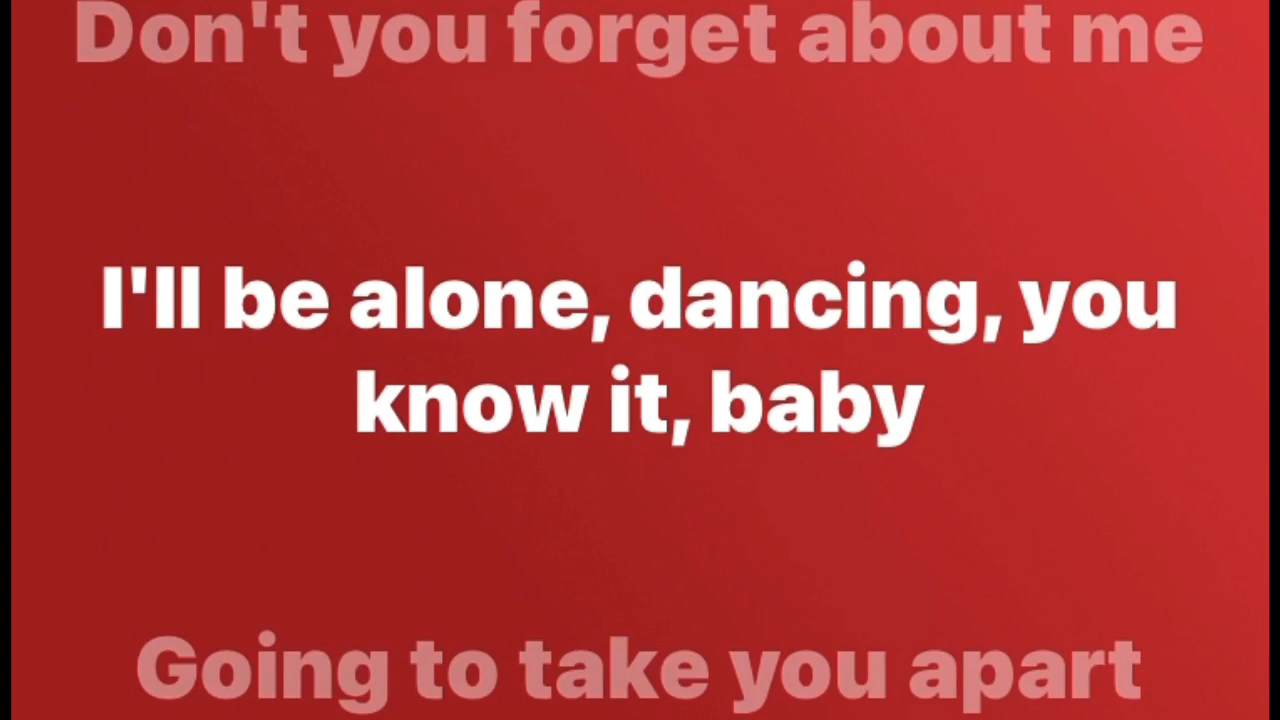 Don't you forget about me
I'll be alone, dancing, you
know it, baby
Going to take you apart